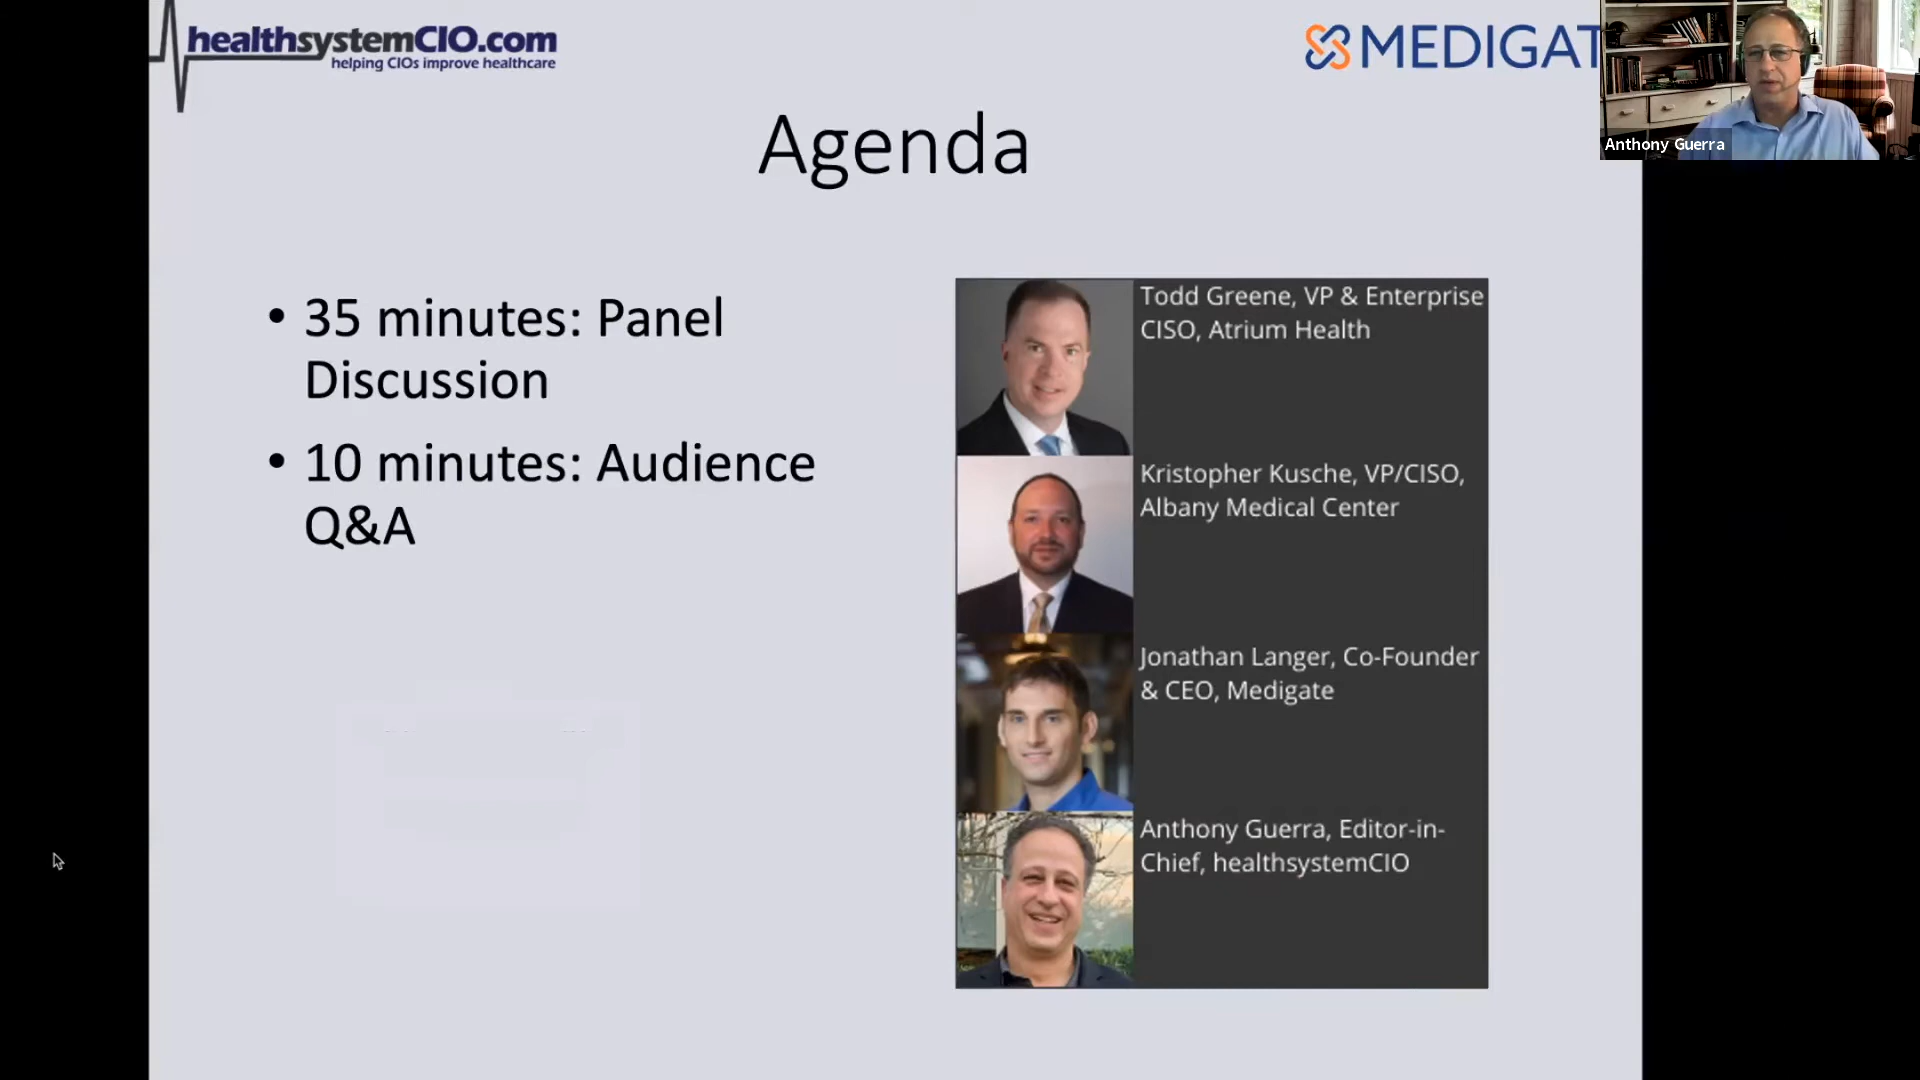 healthsystemCIO.com
helping CIOs improve healthcare
MEDIGAT
Anthony Guerra
Agenda
• 35 minutes: Panel
Discussion
• 10 minutes: Audience
Q&A
Todd Greene, VP & Enterprise
CISO, Atrium Health
Kristopher Kusche, VP/CISO,
Albany Medical Center
Jonathan Langer, Co-Founder
& CEO, Medigate
Anthony Guerra, Editor-in-
Chief, healthsystemCIO